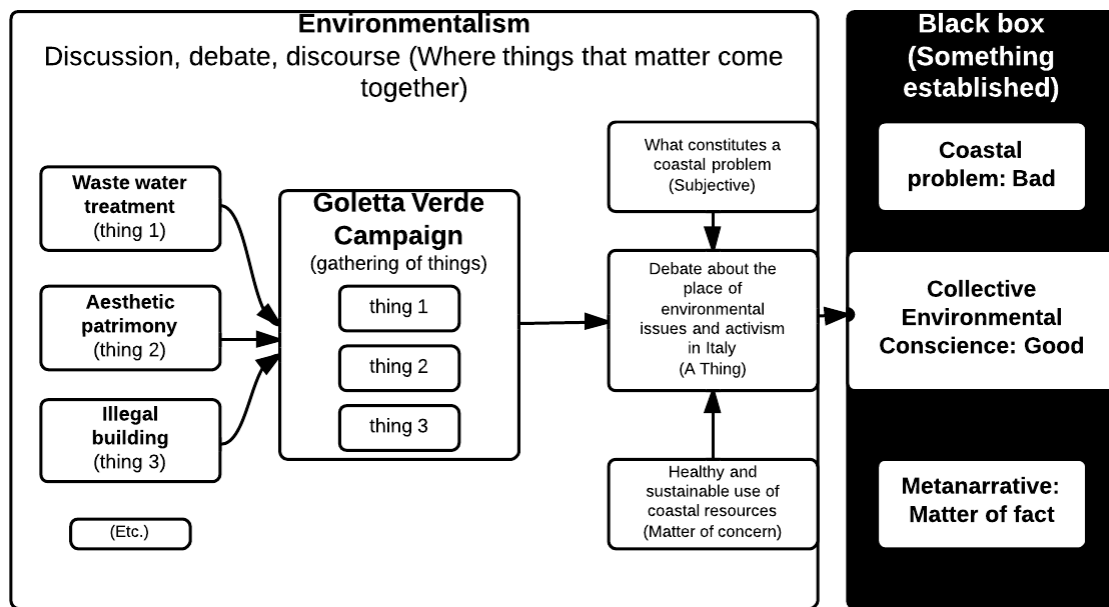 Environmentalism
Discussion, debate, discourse (Where things that matter come
together)
Waste water
treatment
(thing 1)
Aesthetic
patrimony
(thing 2)
Illegal
building
(thing 3)
(Etc.)
Goletta Verde
Campaign
(gathering of things)
thing 1
thing 2
thing 3
What constitutes a
coastal problem
(Subjective)
Debate about the
place of
environmental
issues and activism
in Italy
(A Thing)
Healthy and
sustainable use of
coastal resources
(Matter of concern)
Black box
(Something
established)
Coastal
problem: Bad
Collective
Environmental
Conscience: Good
Metanarrative:
Matter of fact